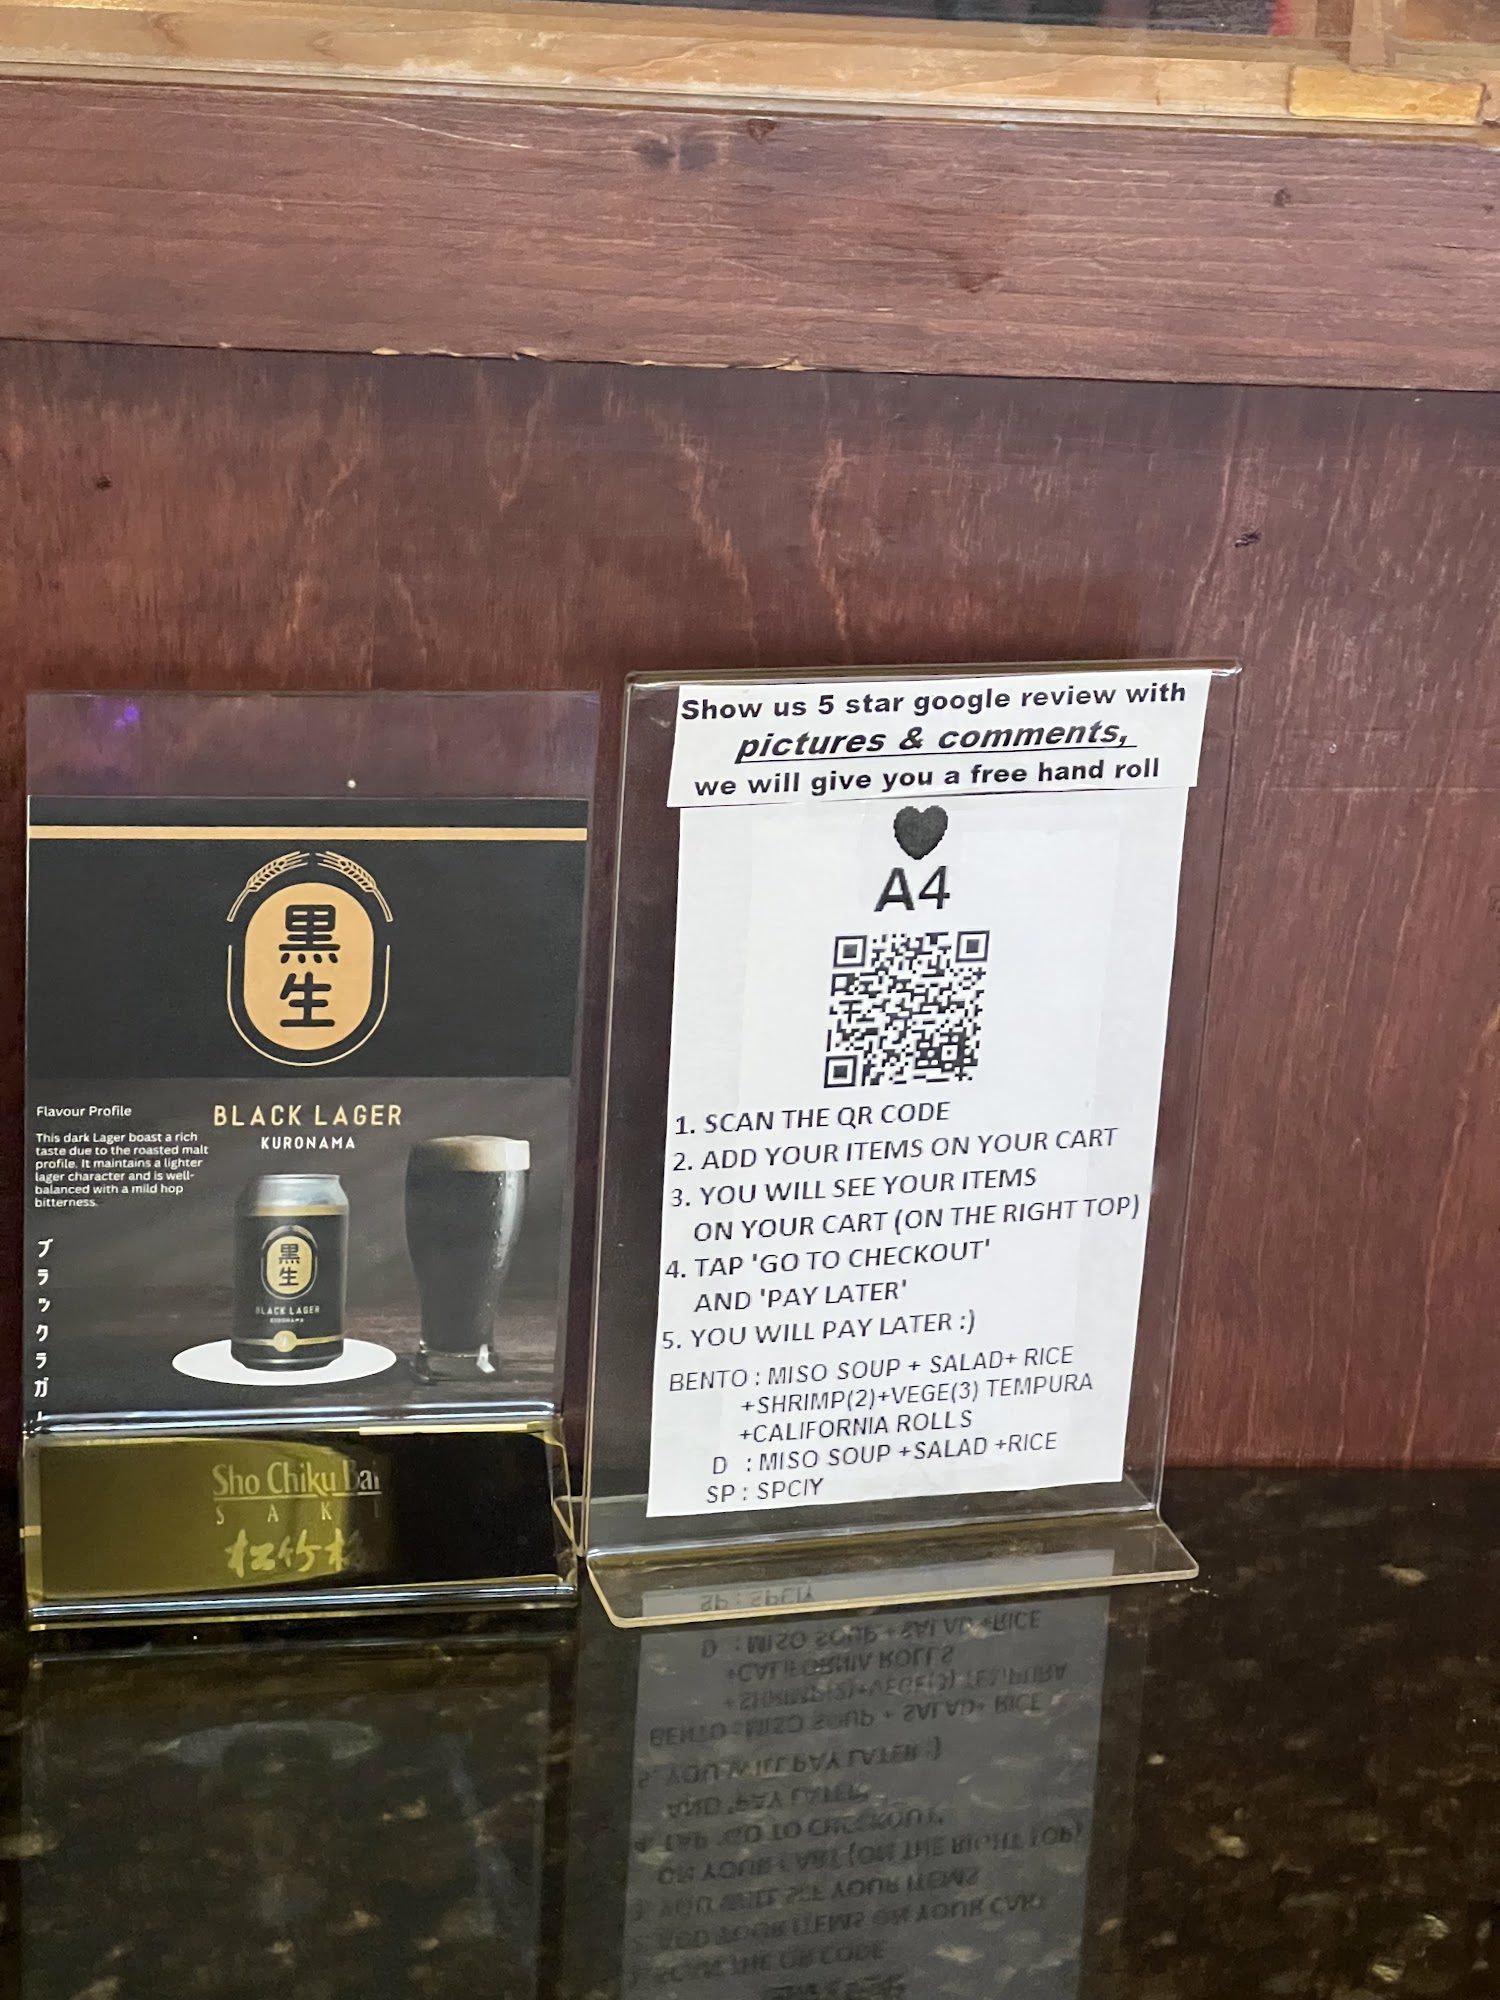 黒
生
BLACK LAGER
KURONAMA
Flavour Profile
This dark Lager boast a rich
taste due to the roasted malt
profile. It maintains a lighter
lager character and is well-
balanced with a mild hop
bitterness.
ブラックラガー
黒
生
BLACK LAGER
KURONAMA
Sho Chiku Bai
SAKE
松竹梅
Show us 5 star google review with
pictures & comments,
we will give you a free hand roll
A4
1. SCAN THE QR CODE
2. ADD YOUR ITEMS ON YOUR CART
3. YOU WILL SEE YOUR ITEMS
ON YOUR CART (ON THE RIGHT TOP)
4. TAP 'GO TO CHECKOUT'
AND 'PAY LATER'
5. YOU WILL PAY LATER :)
BENTO : MISO SOUP + SALAD+ RICE
+SHRIMP(2)+VEGE(3) TEMPURA
+CALIFORNIA ROLLS
D : MISO SOUP +SALAD +RICE
SP : SPCIY